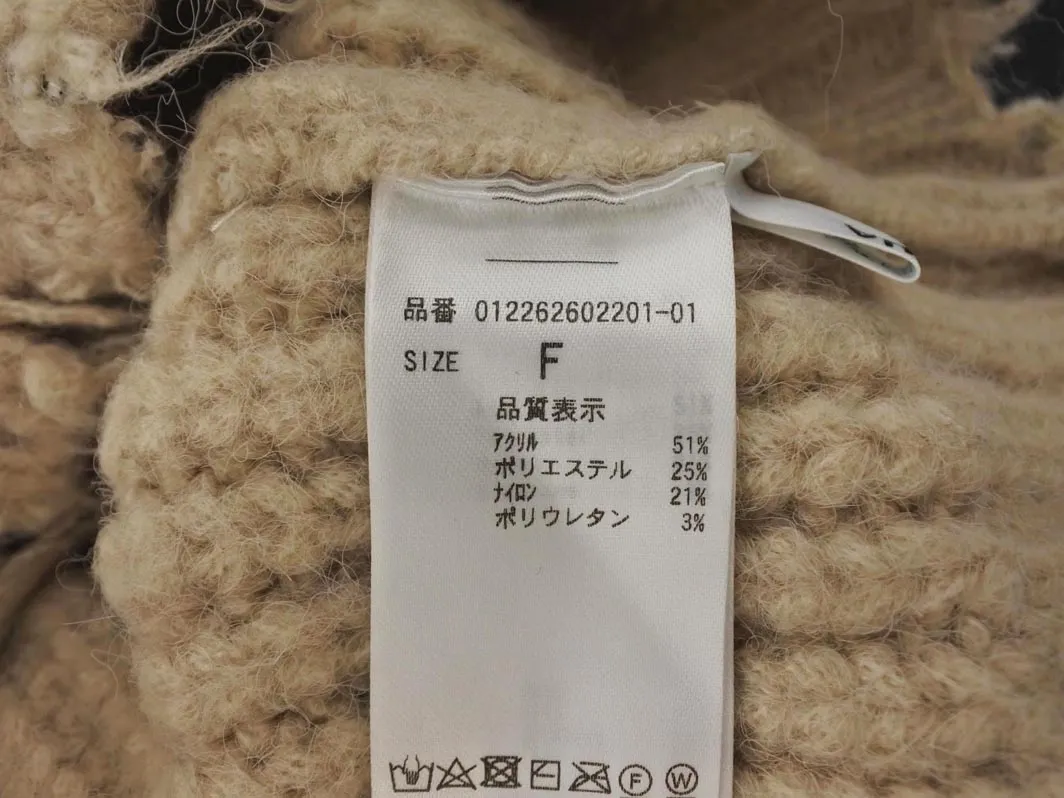 品番 012262602201-01
SIZE F
品質表示
アクリル 51%
ポリエステル 25%
ナイロン 21%
ポリウレタン 3%
F W